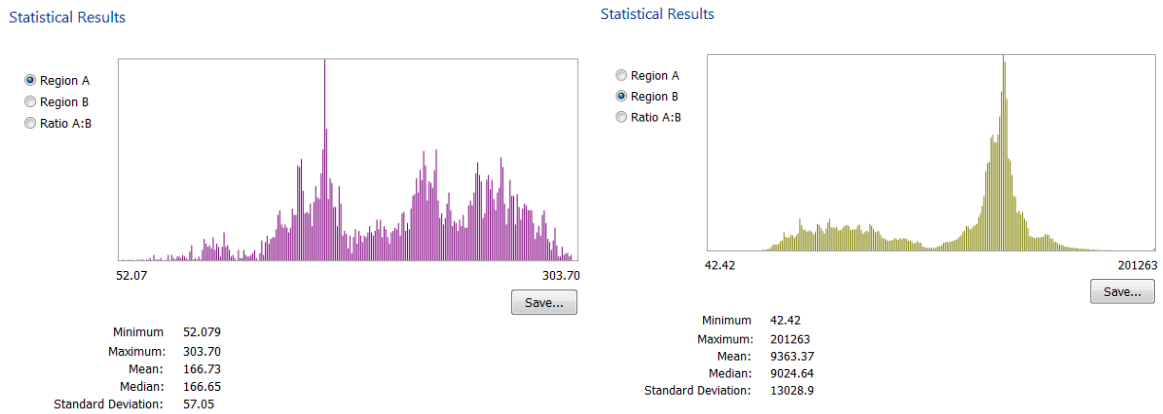 Statistical Results
Region A
Region B
Ratio A:B
52.07 303.70
Save...
Minimum 52.079
Maximum: 303.70
Mean: 166.73
Median: 166.65
Standard Deviation: 57.05
Statistical Results
Region A
Region B
Ratio A:B
42.42 201263
Save...
Minimum 42.42
Maximum: 201263
Mean: 9363.37
Median: 9024.64
Standard Deviation: 13028.9